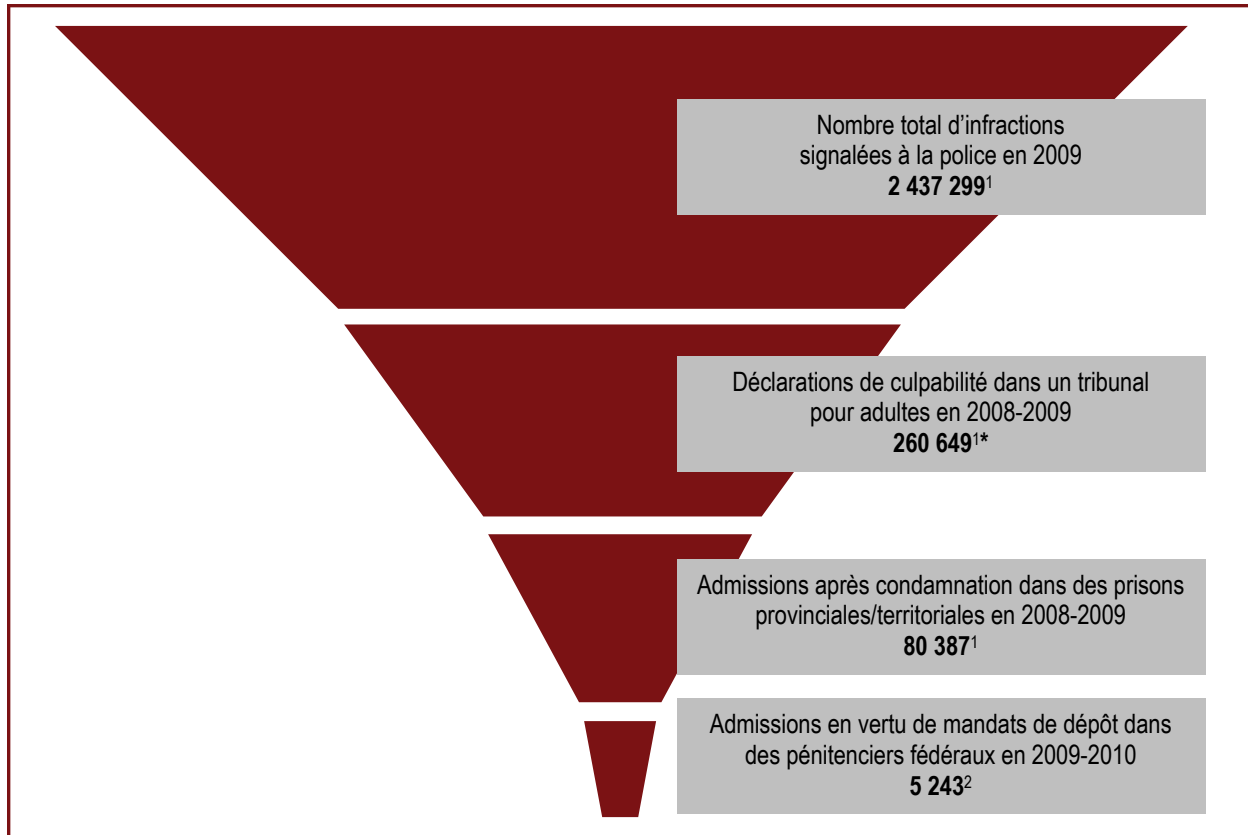 Nombre total d’infractions
signalées à la police en 2009
2 437 299¹
Déclarations de culpabilité dans un tribunal
pour adultes en 2008-2009
260 649¹*
Admissions après condamnation dans des prisons
provinciales/territoriales en 2008-2009
80 387¹
Admissions en vertu de mandats de dépôt dans
des pénitenciers fédéraux en 2009-2010
5 243²